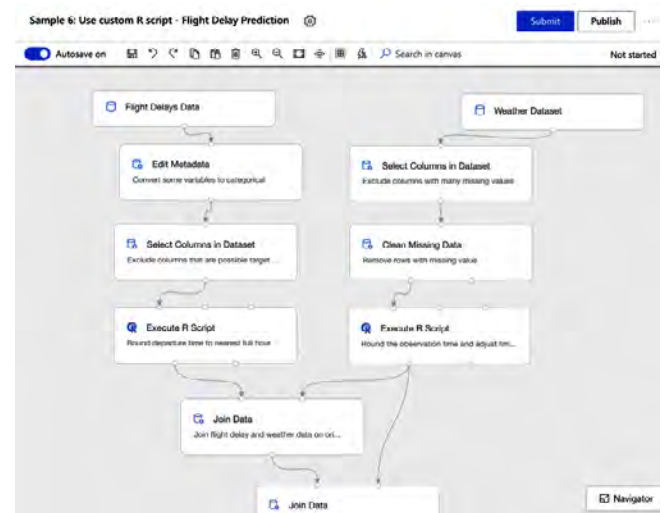 Sample 6: Use custom R script - Flight Delay Prediction
Submit
Publish
Autosave on
Search in canvas
Not started
Flight Delays Data
Weather Dataset
Edit Metadata
Convert some variables to categorical
Select Columns in Dataset
Exclude columns with many missing values
Select Columns in Dataset
Exclude columns that are possible target ...
Clean Missing Data
Remove rows with missing value
Execute R Script
Round departure time to nearest full hour
Execute R Script
Round the observation time and adjust tim...
Join Data
Join flight delay and weather data on ori...
Join Data
Navigator